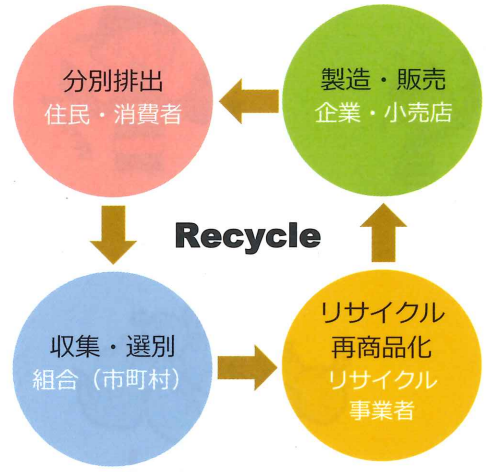 分別排出
住民・消費者
製造・販売
企業・小売店
Recycle
収集・選別
組合（市町村）
リサイクル
再商品化
リサイクル
事業者